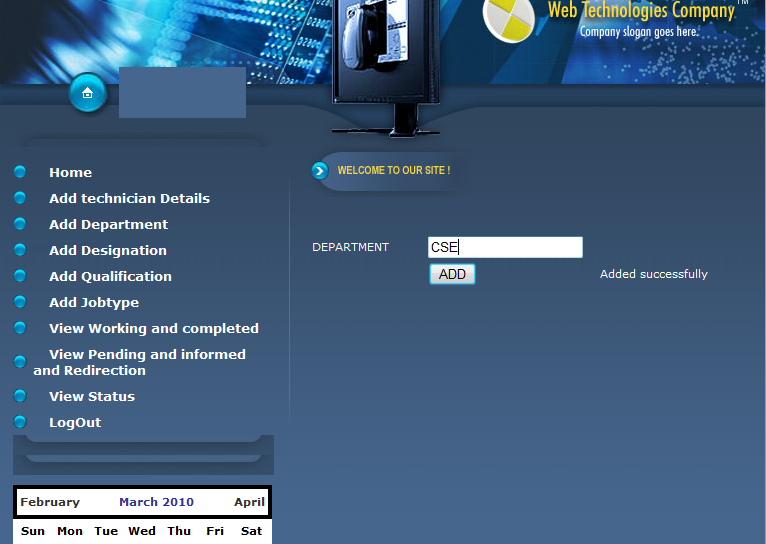 Web Technologies Company
TM
Company slogan goes here.
WELCOME TO OUR SITE !
Home
Add technician Details
Add Department
Add Designation
Add Qualification
Add Jobtype
View Working and completed
View Pending and informed
and Redirection
View Status
LogOut
DEPARTMENT
CSE
ADD
Added successfully
February March 2010 April
Sun Mon Tue Wed Thu Fri Sat